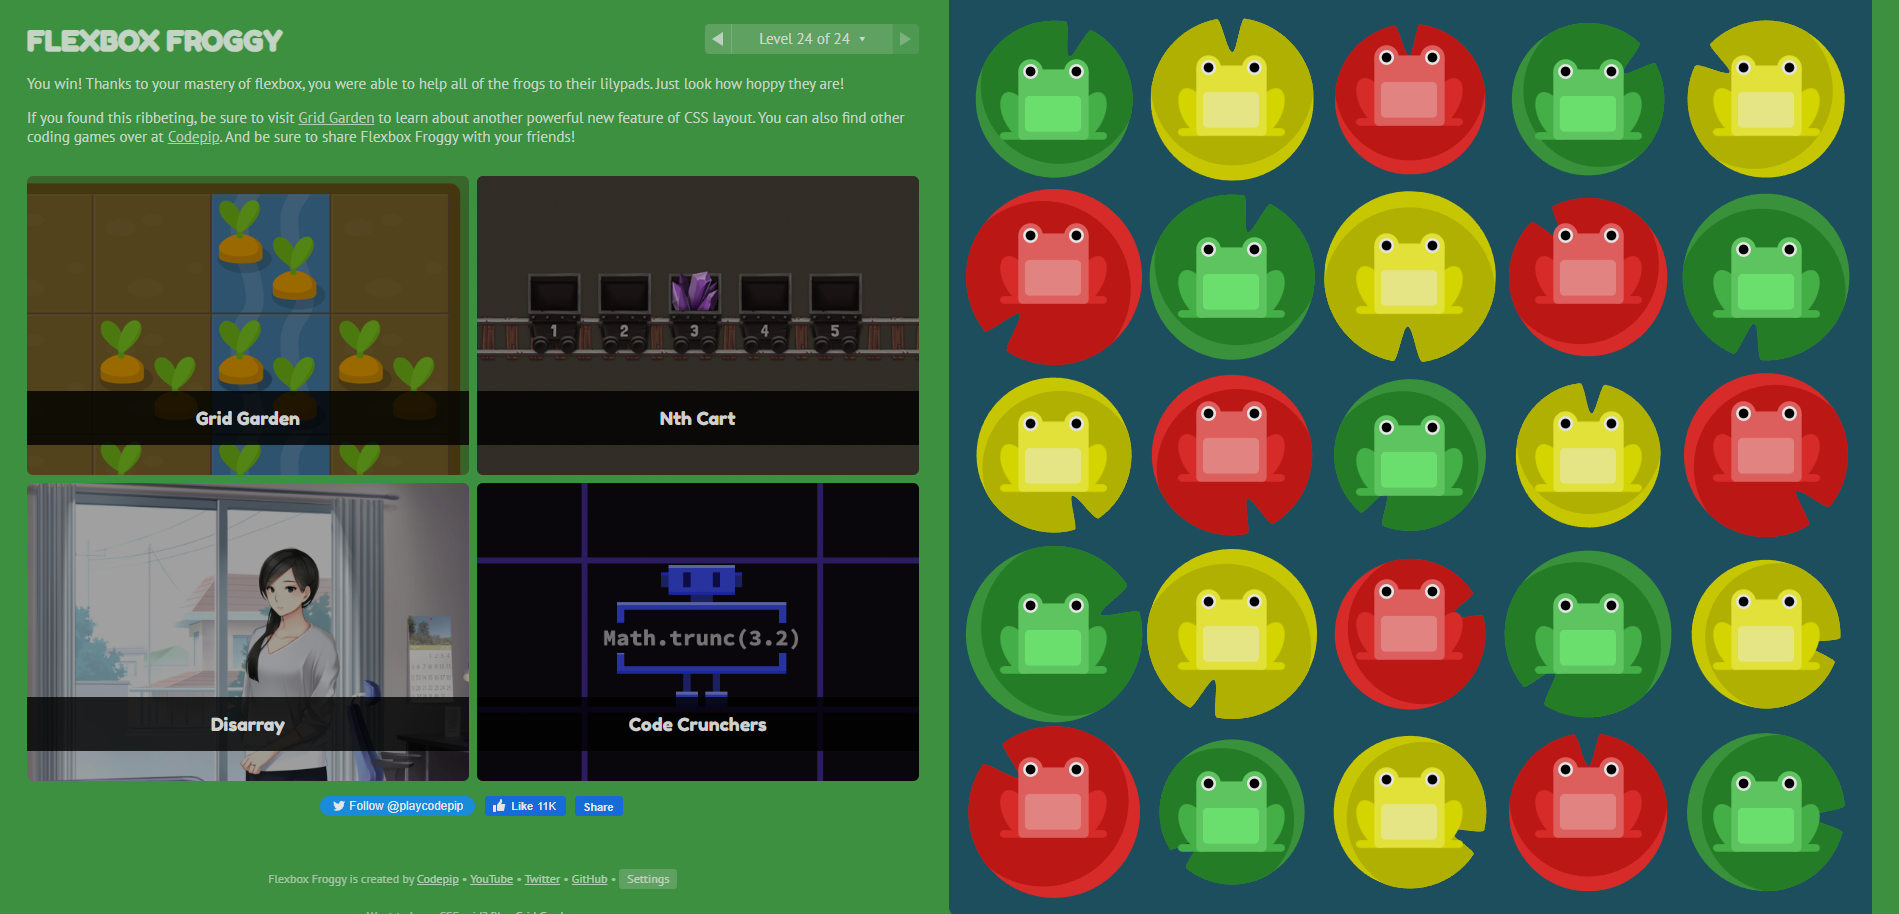 FLEXBOX FROGGY
Level 24 of 24
You win! Thanks to your mastery of flexbox, you were able to help all of the frogs to their lilypads. Just look how hoppy they are!
If you found this ribbeting, be sure to visit Grid Garden to learn about another powerful new feature of CSS layout. You can also find other
coding games over at Codepip. And be sure to share Flexbox Froggy with your friends!
1 2 3 4 5
Grid Garden
Nth Cart
Math.trunc(3.2)
Disarray
Code Crunchers
Follow @playcodepip
Like 11K
Share
Flexbox Froggy is created by Codepip • YouTube • Twitter • GitHub • Settings